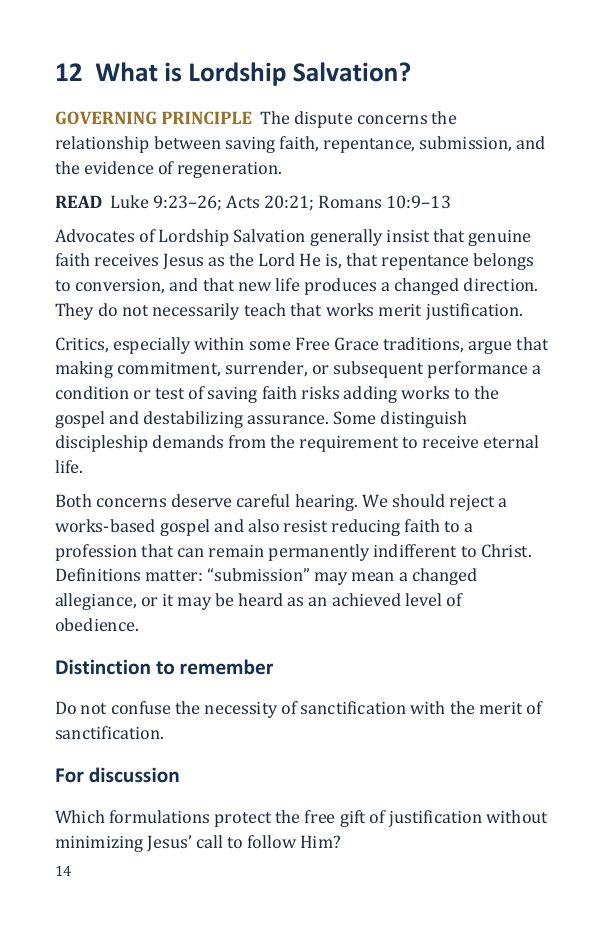 12 What is Lordship Salvation?
GOVERNING PRINCIPLE The dispute concerns the
relationship between saving faith, repentance, submission, and
the evidence of regeneration.
READ Luke 9:23–26; Acts 20:21; Romans 10:9–13
Advocates of Lordship Salvation generally insist that genuine
faith receives Jesus as the Lord He is, that repentance belongs
to conversion, and that new life produces a changed direction.
They do not necessarily teach that works merit justification.
Critics, especially within some Free Grace traditions, argue that
making commitment, surrender, or subsequent performance a
condition or test of saving faith risks adding works to the
gospel and destabilizing assurance. Some distinguish
discipleship demands from the requirement to receive eternal
life.
Both concerns deserve careful hearing. We should reject a
works-based gospel and also resist reducing faith to a
profession that can remain permanently indifferent to Christ.
Definitions matter: “submission” may mean a changed
allegiance, or it may be heard as an achieved level of
obedience.
Distinction to remember
Do not confuse the necessity of sanctification with the merit of
sanctification.
For discussion
Which formulations protect the free gift of justification without
minimizing Jesus’ call to follow Him?
14